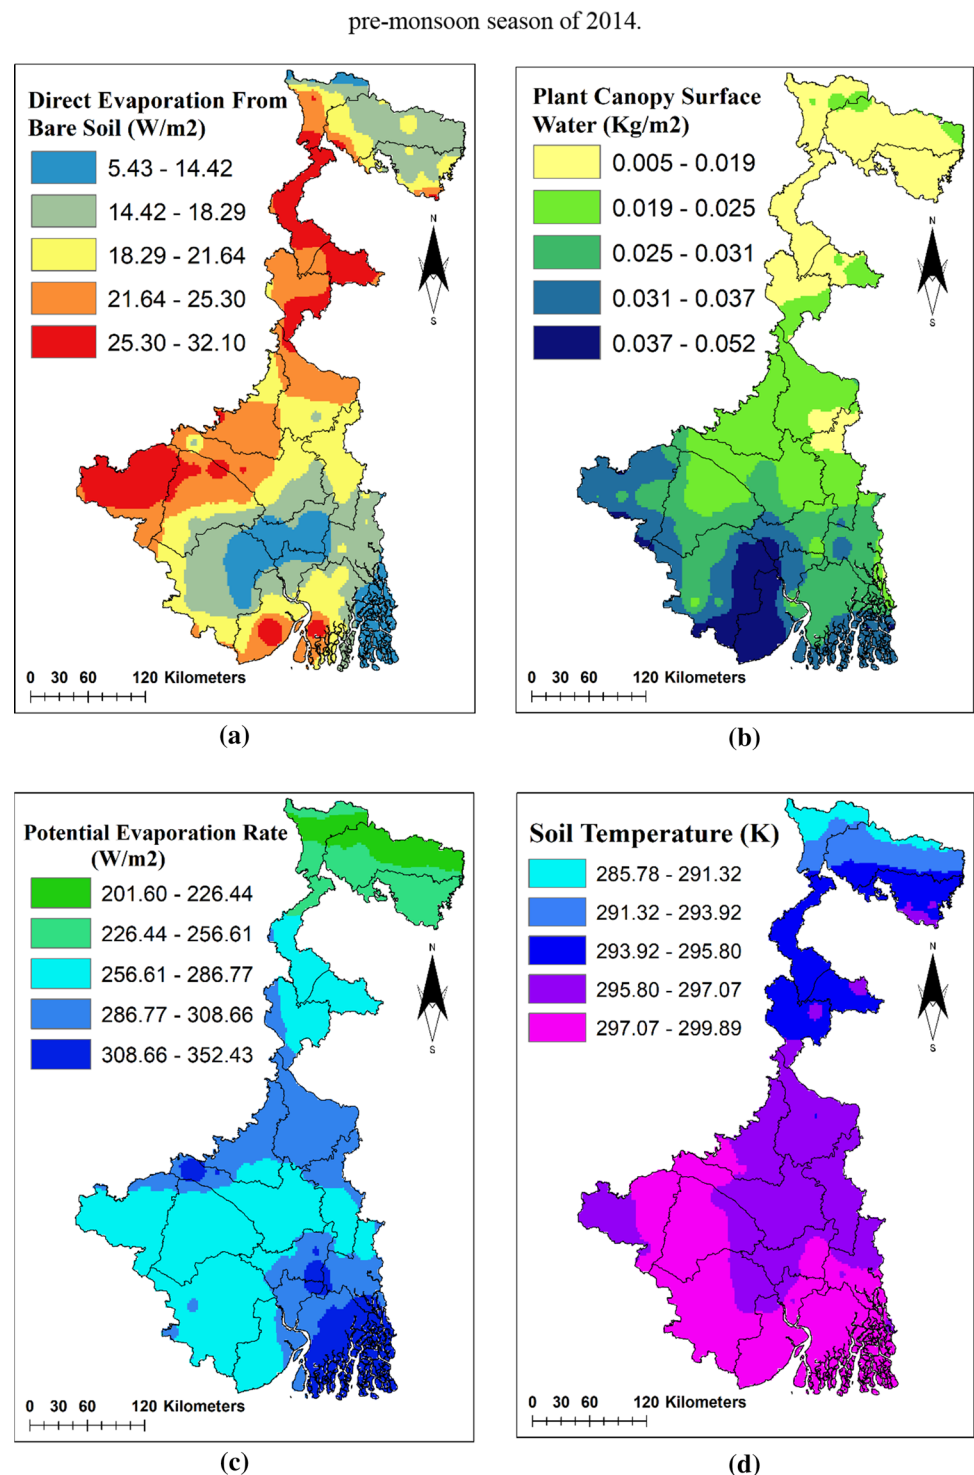 pre-monsoon season of 2014.
Direct Evaporation From
Bare Soil (W/m2)
5.43 - 14.42
14.42 - 18.29
18.29 - 21.64
21.64 - 25.30
25.30 - 32.10
N
S
0 30 60 120 Kilometers
(a)
Plant Canopy Surface
Water (Kg/m2)
0.005 - 0.019
0.019 - 0.025
0.025 - 0.031
0.031 - 0.037
0.037 - 0.052
N
S
0 30 60 120 Kilometers
(b)
Potential Evaporation Rate
(W/m2)
201.60 - 226.44
226.44 - 256.61
256.61 - 286.77
286.77 - 308.66
308.66 - 352.43
N
S
0 30 60 120 Kilometers
(c)
Soil Temperature (K)
285.78 - 291.32
291.32 - 293.92
293.92 - 295.80
295.80 - 297.07
297.07 - 299.89
N
S
0 30 60 120 Kilometers
(d)